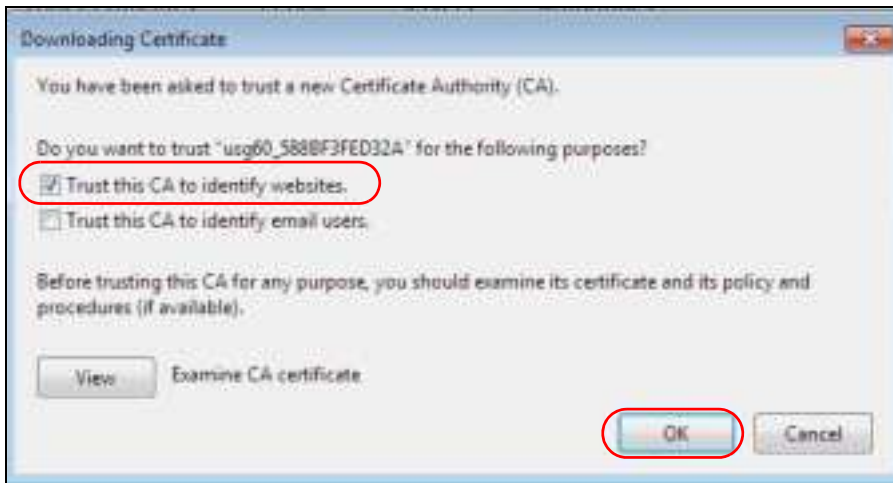 Downloading Certificate
You have been asked to trust a new Certificate Authority (CA).
Do you want to trust "usg60_588BF3FED32A" for the following purposes?
Trust this CA to identify websites.
Trust this CA to identify email users.
Before trusting this CA for any purpose, you should examine its certificate and its policy and
procedures (if available).
View Examine CA certificate
OK Cancel